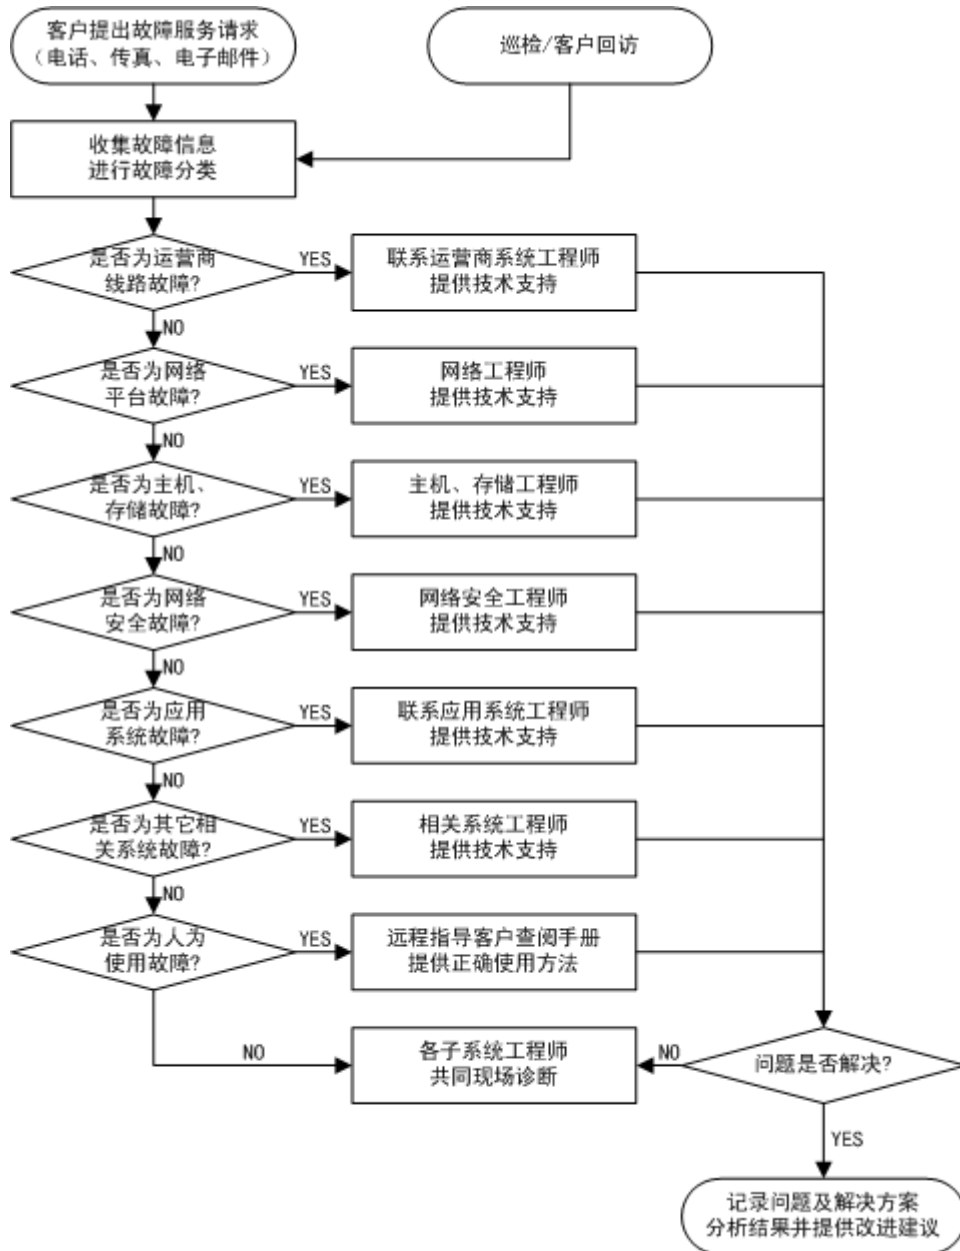 客户提出故障服务请求
（电话、传真、电子邮件）
巡检/客户回访
收集故障信息
进行故障分类
是否为运营商
线路故障?
YES
联系运营商系统工程师
提供技术支持
NO
是否为网络
平台故障?
YES
网络工程师
提供技术支持
NO
是否为主机、
存储故障?
YES
主机、存储工程师
提供技术支持
NO
是否为网络
安全故障?
YES
网络安全工程师
提供技术支持
NO
是否为应用
系统故障?
YES
联系应用系统工程师
提供技术支持
NO
是否为其它相
关系统故障?
YES
相关系统工程师
提供技术支持
NO
是否为人为
使用故障?
YES
远程指导客户查阅手册
提供正确使用方法
NO
各子系统工程师
共同现场诊断
NO
问题是否解决?
YES
记录问题及解决方案
分析结果并提供改进建议